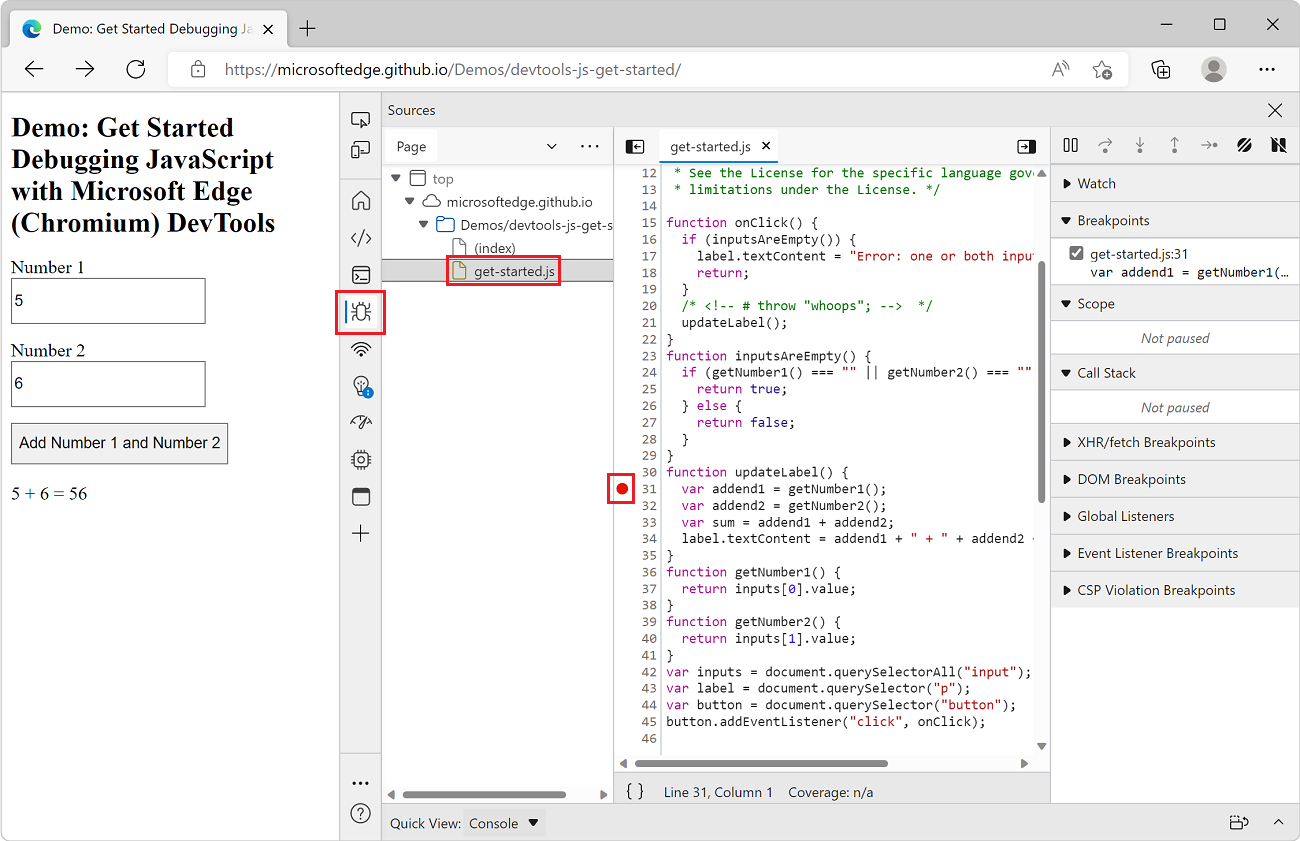 Demo: Get Started Debugging Ja
https://microsoftedge.github.io/Demos/devtools-js-get-started/
Demo: Get Started
Debugging JavaScript
with Microsoft Edge
(Chromium) DevTools
Number 1
5
Number 2
6
Add Number 1 and Number 2
5 + 6 = 56
Sources
Page
top
microsoftedge.github.io
Demos/devtools-js-get-s
(index)
get-started.js
get-started.js
12 * See the License for the specific language gov
13 * limitations under the License. */
14
15 function onClick() {
16 if (inputsAreEmpty()) {
17 label.textContent = "Error: one or both inpu
18 return;
19 }
20 /* <!-- # throw "whoops"; --> */
21 updateLabel();
22 }
23 function inputsAreEmpty() {
24 if (getNumber1() === "" || getNumber2() === ""
25 return true;
26 } else {
27 return false;
28 }
29 }
30 function updateLabel() {
31 var addend1 = getNumber1();
32 var addend2 = getNumber2();
33 var sum = addend1 + addend2;
34 label.textContent = addend1 + " + " + addend2
35 }
36 function getNumber1() {
37 return inputs[0].value;
38 }
39 function getNumber2() {
40 return inputs[1].value;
41 }
42 var inputs = document.querySelectorAll("input");
43 var label = document.querySelector("p");
44 var button = document.querySelector("button");
45 button.addEventListener("click", onClick);
46
{ } Line 31, Column 1 Coverage: n/a
Watch
Breakpoints
get-started.js:31
var addend1 = getNumber1(…
Scope
Not paused
Call Stack
Not paused
XHR/fetch Breakpoints
DOM Breakpoints
Global Listeners
Event Listener Breakpoints
CSP Violation Breakpoints
Quick View: Console